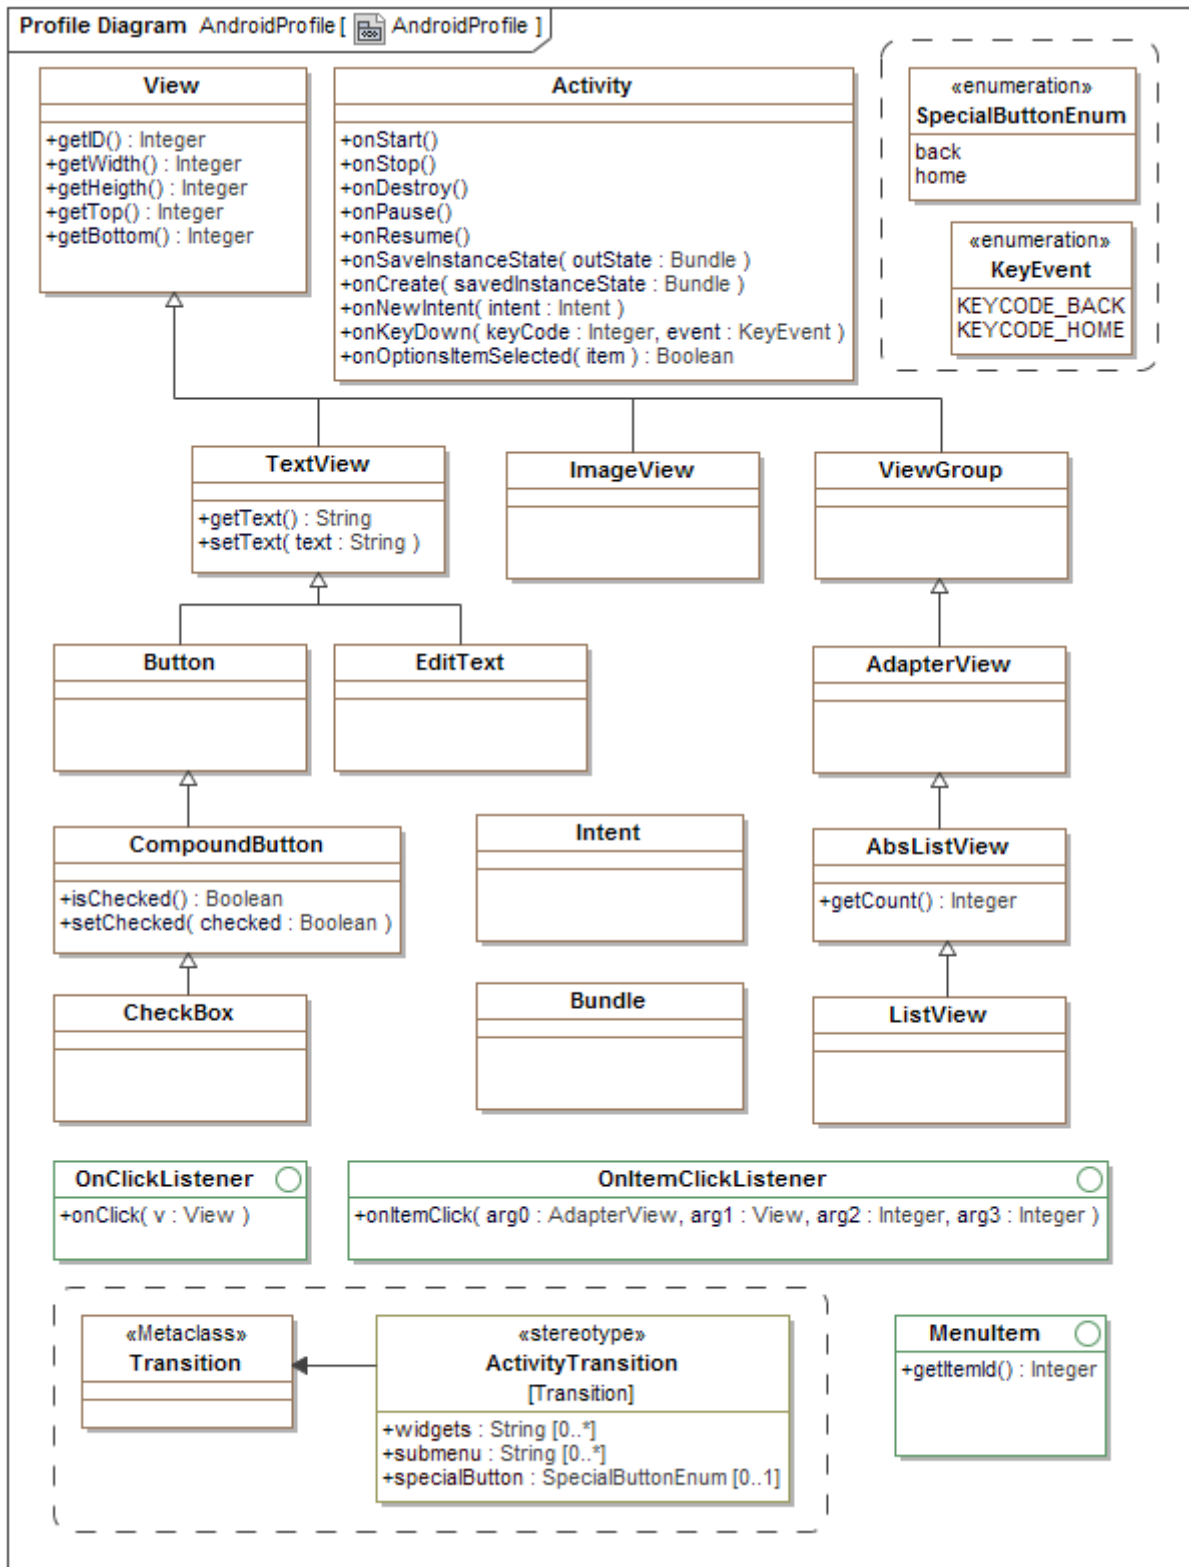 Profile Diagram AndroidProfile [ AndroidProfile ]
View
+getID() : Integer
+getWidth() : Integer
+getHeigth() : Integer
+getTop() : Integer
+getBottom() : Integer
Activity
+onStart()
+onStop()
+onDestroy()
+onPause()
+onResume()
+onSaveInstanceState( outState : Bundle )
+onCreate( savedInstanceState : Bundle )
+onNewIntent( intent : Intent )
+onKeyDown( keyCode : Integer, event : KeyEvent )
+onOptionsItemSelected( item ) : Boolean
«enumeration»
SpecialButtonEnum
back
home
«enumeration»
KeyEvent
KEYCODE_BACK
KEYCODE_HOME
TextView
+getText() : String
+setText( text : String )
ImageView
ViewGroup
Button
EditText
AdapterView
CompoundButton
+isChecked() : Boolean
+setChecked( checked : Boolean )
Intent
AbsListView
+getCount() : Integer
CheckBox
Bundle
ListView
OnClickListener
+onClick( v : View )
OnItemClickListener
+onItemClick( arg0 : AdapterView, arg1 : View, arg2 : Integer, arg3 : Integer )
«Metaclass»
Transition
«stereotype»
ActivityTransition
[Transition]
+widgets : String [0..*]
+submenu : String [0..*]
+specialButton : SpecialButtonEnum [0..1]
MenuItem
+getItemId() : Integer